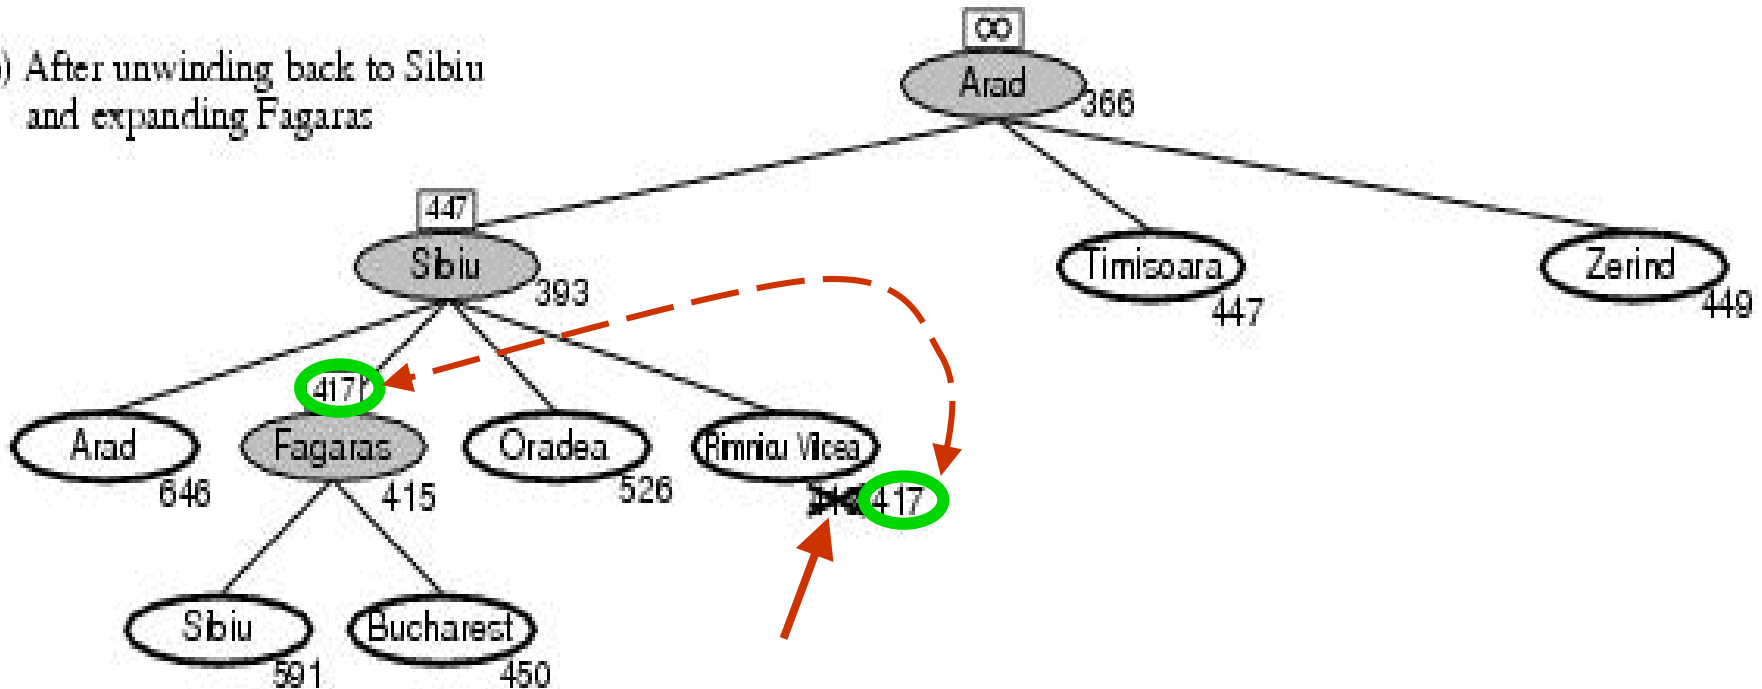 ∞
) After unwinding back to Sibiu
Arad
and expanding Fagaras
366
447
Sibiu
Timisoara
Zerind
393
447
449
417
Arad
Fagaras
Oradea
Rimnicu Vilcea
646
415
526
417
Sibiu
Bucharest
591
450